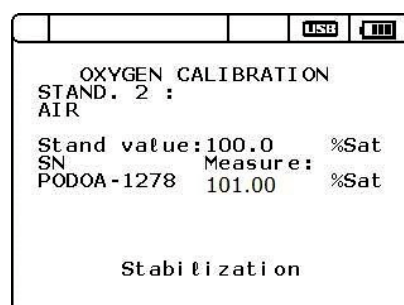 USB
OXYGEN CALIBRATION
STAND. 2 :
AIR
Stand value:100.0 %Sat
SN Measure:
PODOA-1278 101.00 %Sat
Stabilization